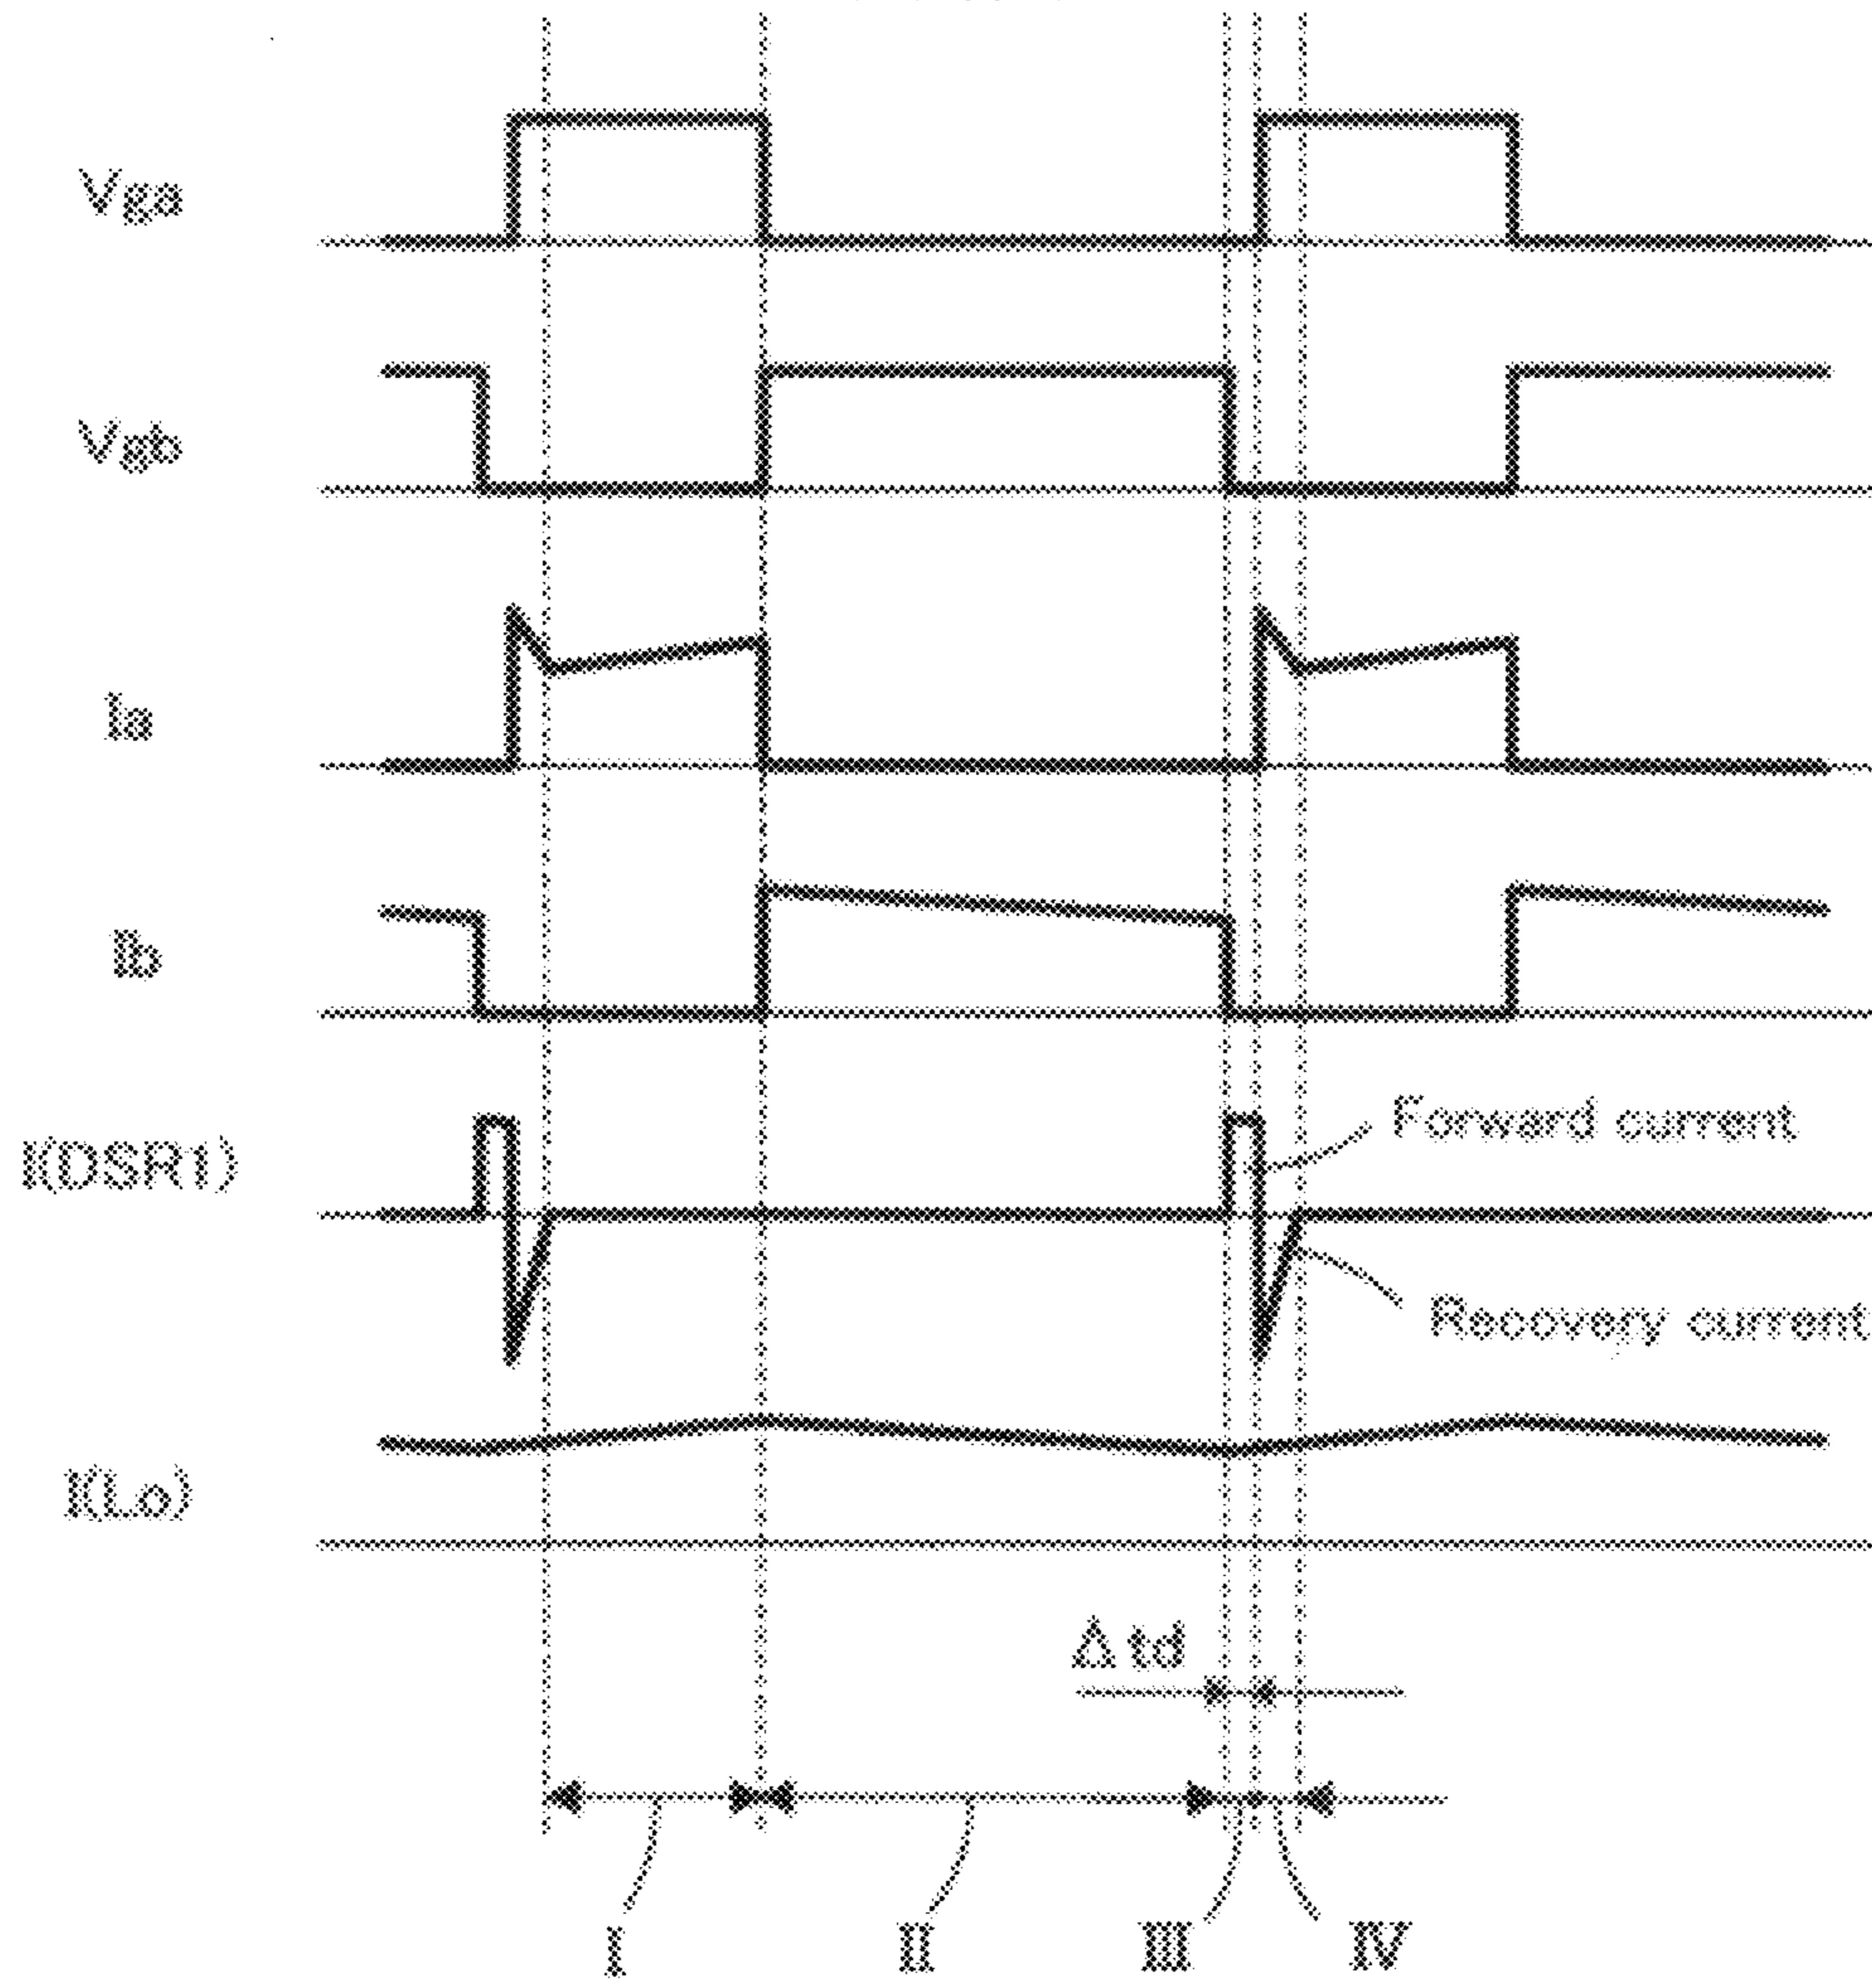 Vga
Vgb
Ia
Ib
I(DSR1)
Forward current
Recovery current
I(Lo)
Δtd
I
II
III
IV